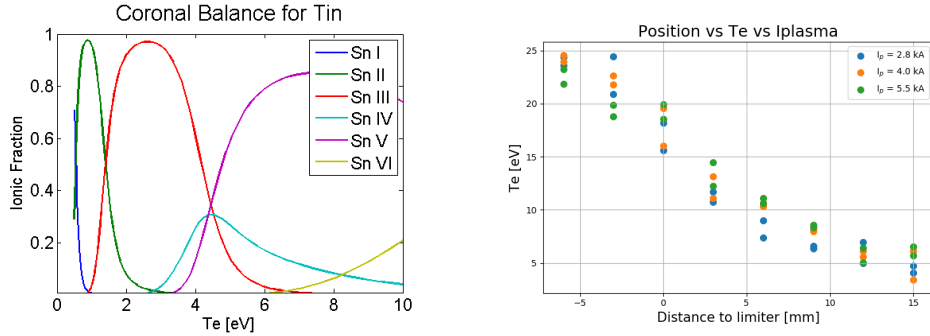 Coronal Balance for Tin
Ionic Fraction
1
0.8
0.6
0.4
0.2
0
2
4
6
8
10
Te [eV]
Sn I
Sn II
Sn III
Sn IV
Sn V
Sn VI
Position vs Te vs Iplasma
Te [eV]
25
20
15
10
5
−5
0
5
10
15
Distance to limiter [mm]
Ip = 2.8 kA
Ip = 4.0 kA
Ip = 5.5 kA